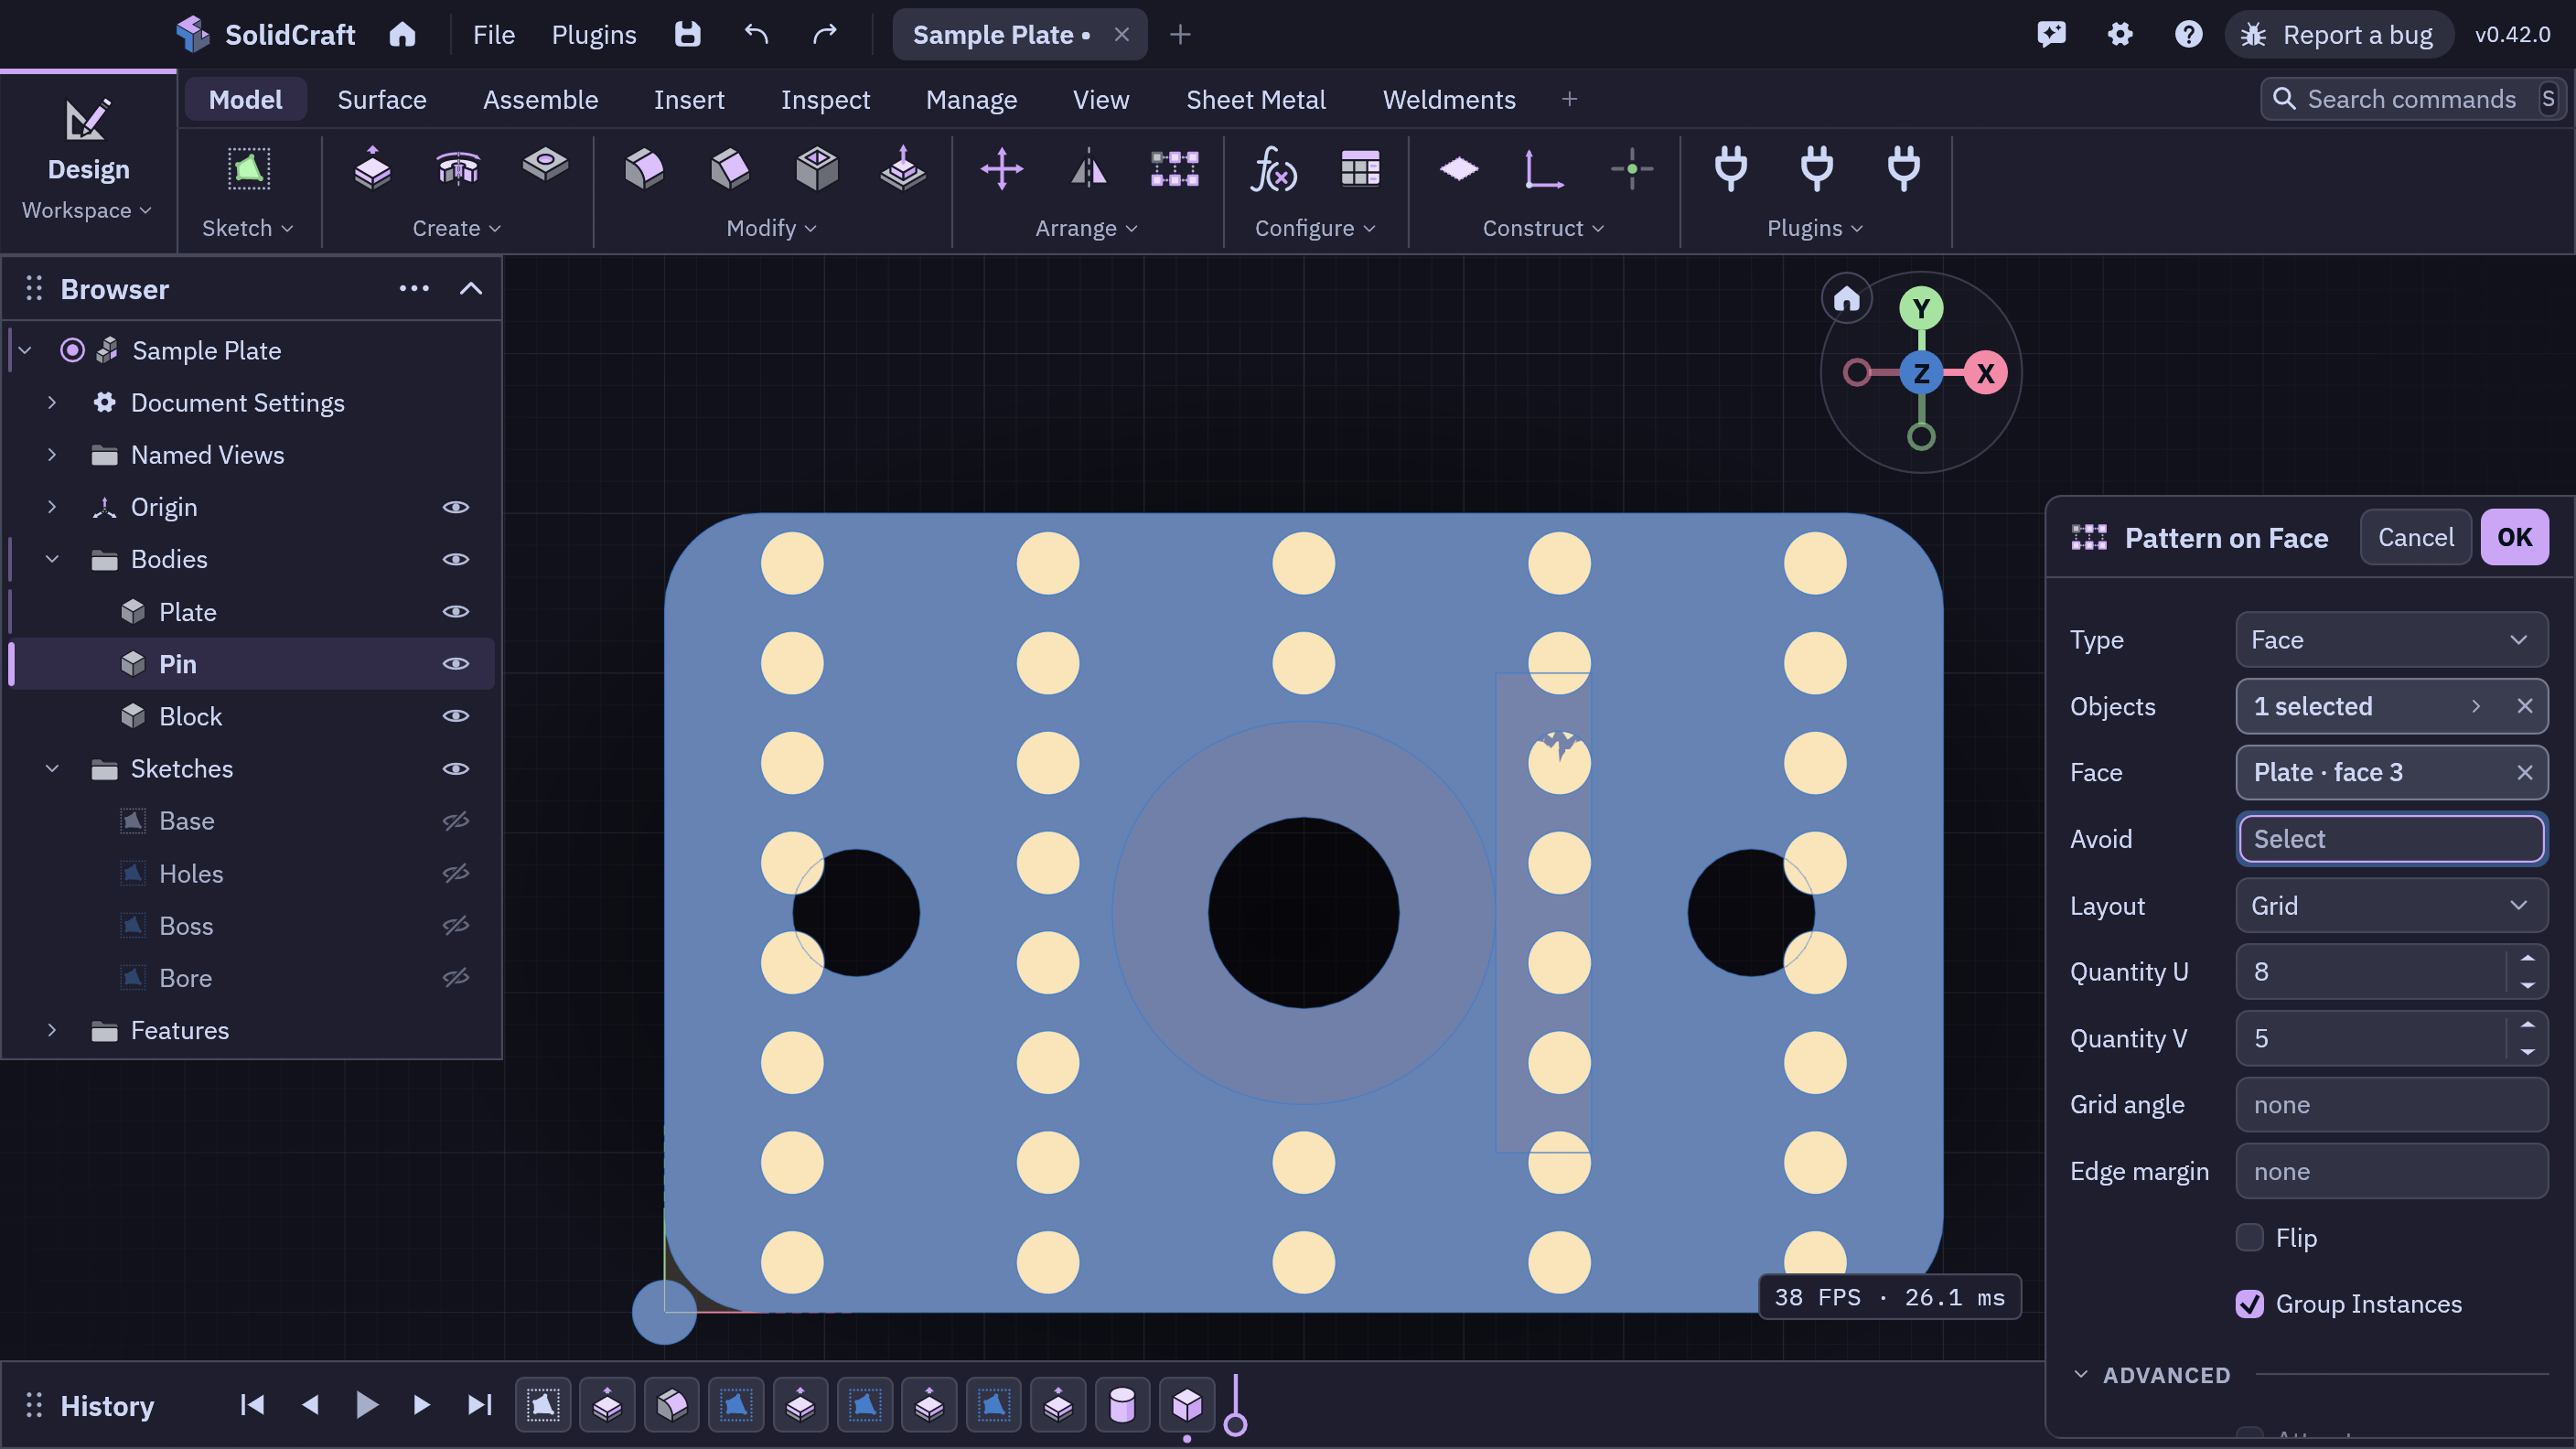 SolidCraft File Plugins Sample Plate • Report a bug v0.42.0
Model Surface Assemble Insert Inspect Manage View Sheet Metal Weldments Search commands S
Design
Workspace
Sketch Create Modify Arrange Configure Construct Plugins
Browser
Sample Plate
Document Settings
Named Views
Origin
Bodies
Plate
Pin
Block
Sketches
Base
Holes
Boss
Bore
Features
Y
Z X
Pattern on Face Cancel OK
Type Face
Objects 1 selected
Face Plate · face 3
Avoid Select
Layout Grid
Quantity U 8
Quantity V 5
Grid angle none
Edge margin none
Flip
Group Instances
ADVANCED
38 FPS · 26.1 ms
History